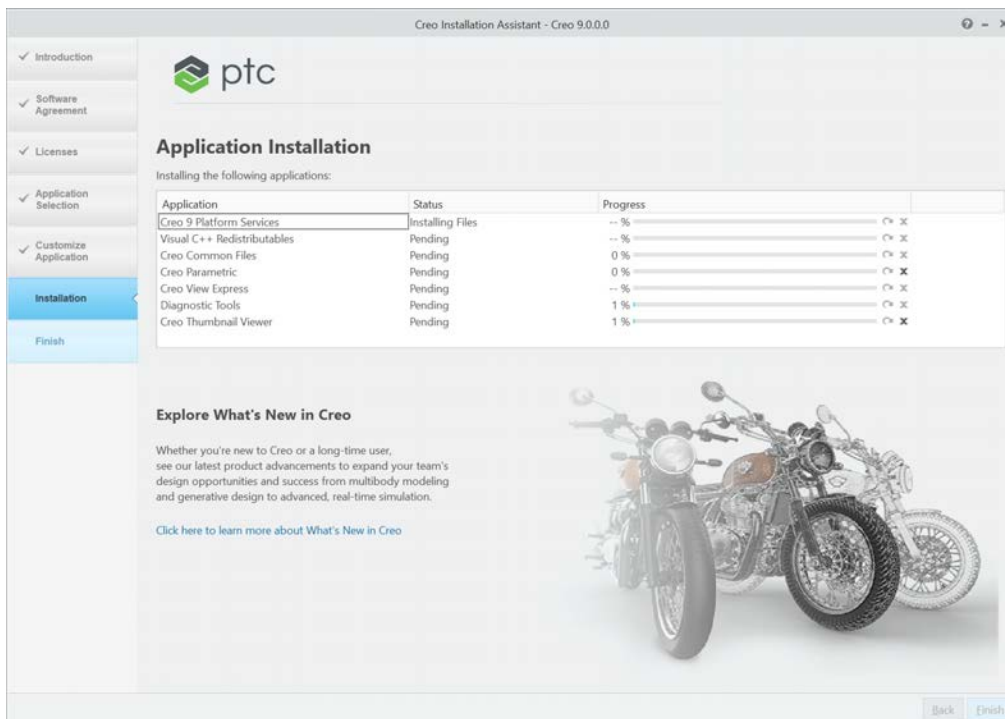 Creo Installation Assistant - Creo 9.0.0.0
Introduction
Software
Agreement
Licenses
Application
Selection
Customize
Application
Installation
Finish
ptc
Application Installation
Installing the following applications:
Application Status Progress
Creo 9 Platform Services Installing Files -- %
Visual C++ Redistributables Pending -- %
Creo Common Files Pending 0 %
Creo Parametric Pending 0 %
Creo View Express Pending -- %
Diagnostic Tools Pending 1 %
Creo Thumbnail Viewer Pending 1 %
Explore What's New in Creo
Whether you're new to Creo or a long-time user,
see our latest product advancements to expand your team's
design opportunities and success from multibody modeling
and generative design to advanced, real-time simulation.
Click here to learn more about What's New in Creo
Back Finish